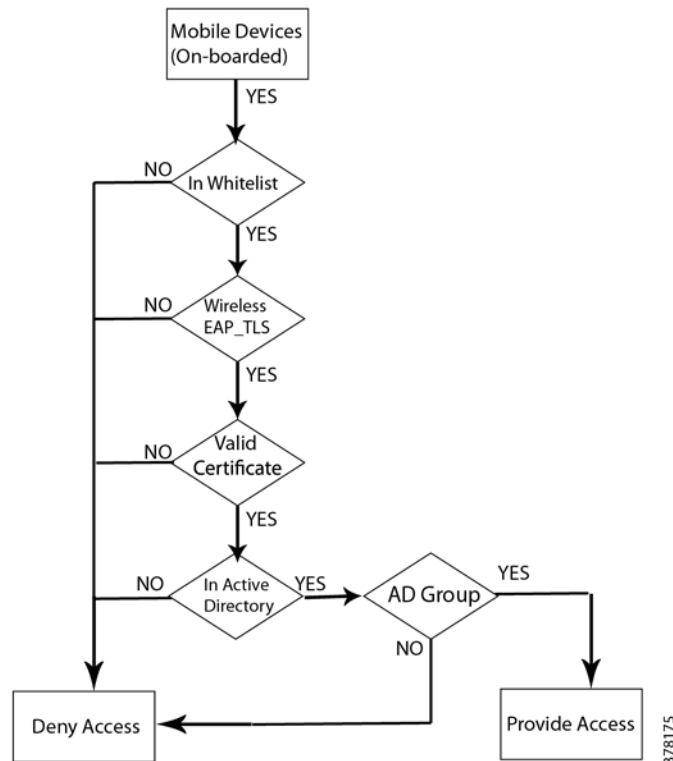 Mobile Devices
(On-boarded)
YES
NO
In Whitelist
YES
NO
Wireless
EAP_TLS
YES
NO
Valid
Certificate
YES
NO
In Active
Directory
YES
AD Group
YES
NO
Deny Access
Provide Access
378175